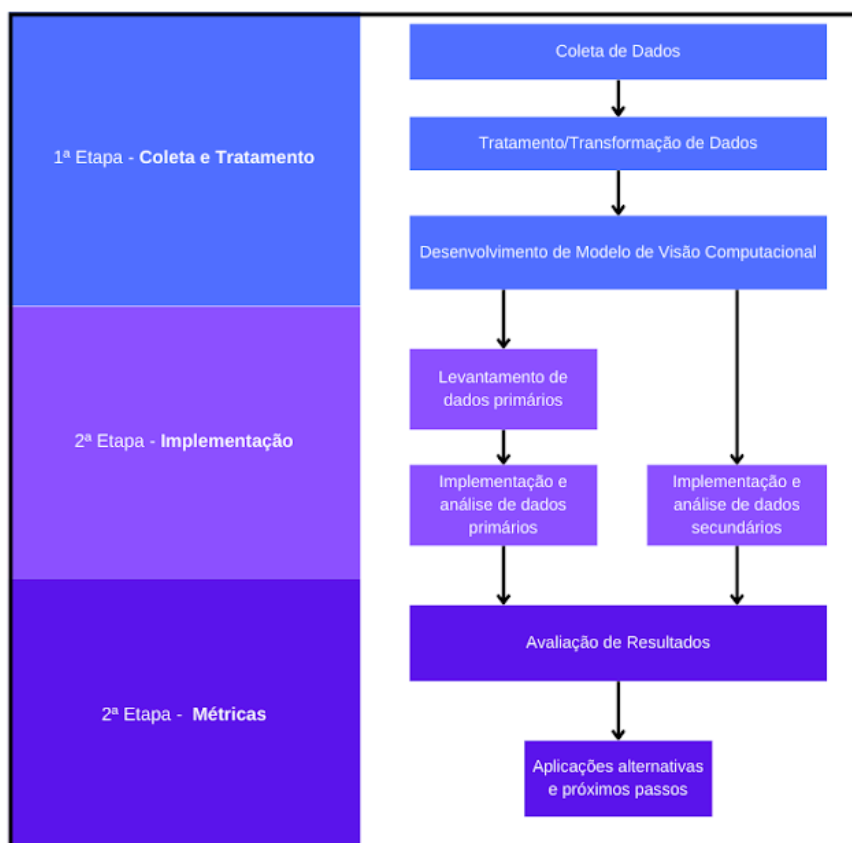 1ª Etapa - Coleta e Tratamento
Coleta de Dados
Tratamento/Transformação de Dados
Desenvolvimento de Modelo de Visão Computacional
2ª Etapa - Implementação
Levantamento de
dados primários
Implementação e
análise de dados
primários
Implementação e
análise de dados
secundários
2ª Etapa - Métricas
Avaliação de Resultados
Aplicações alternativas
e próximos passos